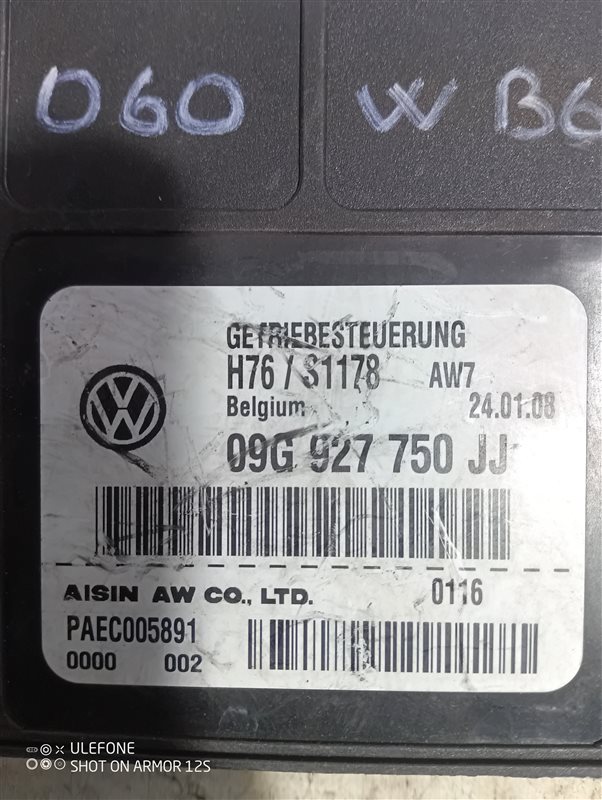 060 W B6
GETRIEBESTEUERUNG
H76 / S1178 AW7
Belgium 24.01.08
09G 927 750 JJ
AISIN AW CO., LTD. 0116
PAEC005891
0000 002
ULEFONE
SHOT ON ARMOR 12S